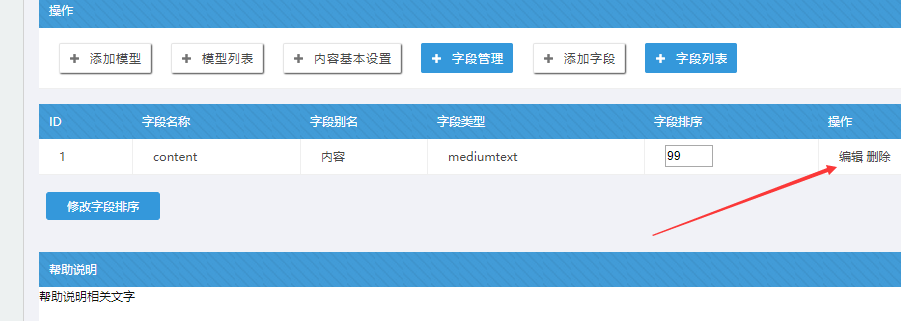 操作
添加模型 模型列表 内容基本设置 字段管理 添加字段 字段列表
ID 字段名称 字段别名 字段类型 字段排序 操作
1 content 内容 mediumtext 99 编辑 删除
修改字段排序
帮助说明
帮助说明相关文字